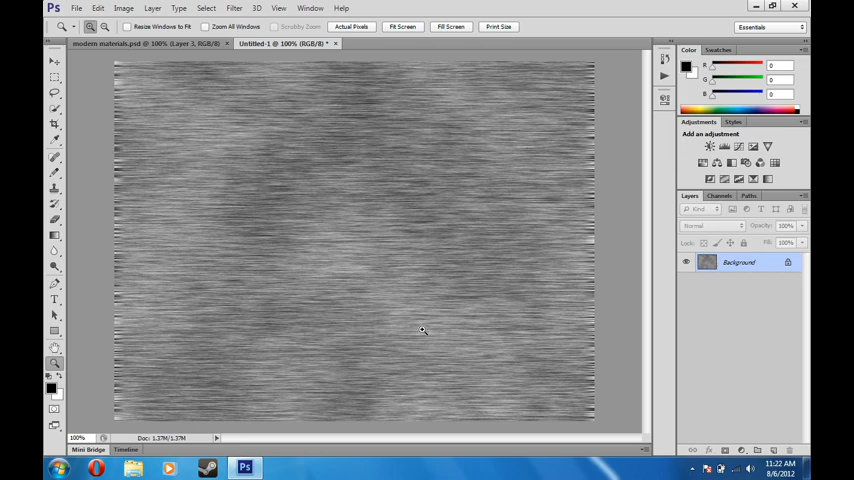 Ps File Edit Image Layer Type Select Filter 3D View Window Help
Resize Windows to Fit Zoom All Windows Scrubby Zoom Actual Pixels Fit Screen Fill Screen Print Size Essentials
modern materials.psd @ 100% (Layer 3, RGB/8) × Untitled-1 @ 100% (RGB/8) * ×
Color Swatches
R 0
G 0
B 0
Adjustments Styles
Add an adjustment
Layers Channels Paths
Kind
Normal Opacity: 100%
Lock: Fill: 100%
Background
100% Doc: 1.37M/1.37M
Mini Bridge Timeline
Ps
11:22 AM
8/6/2012